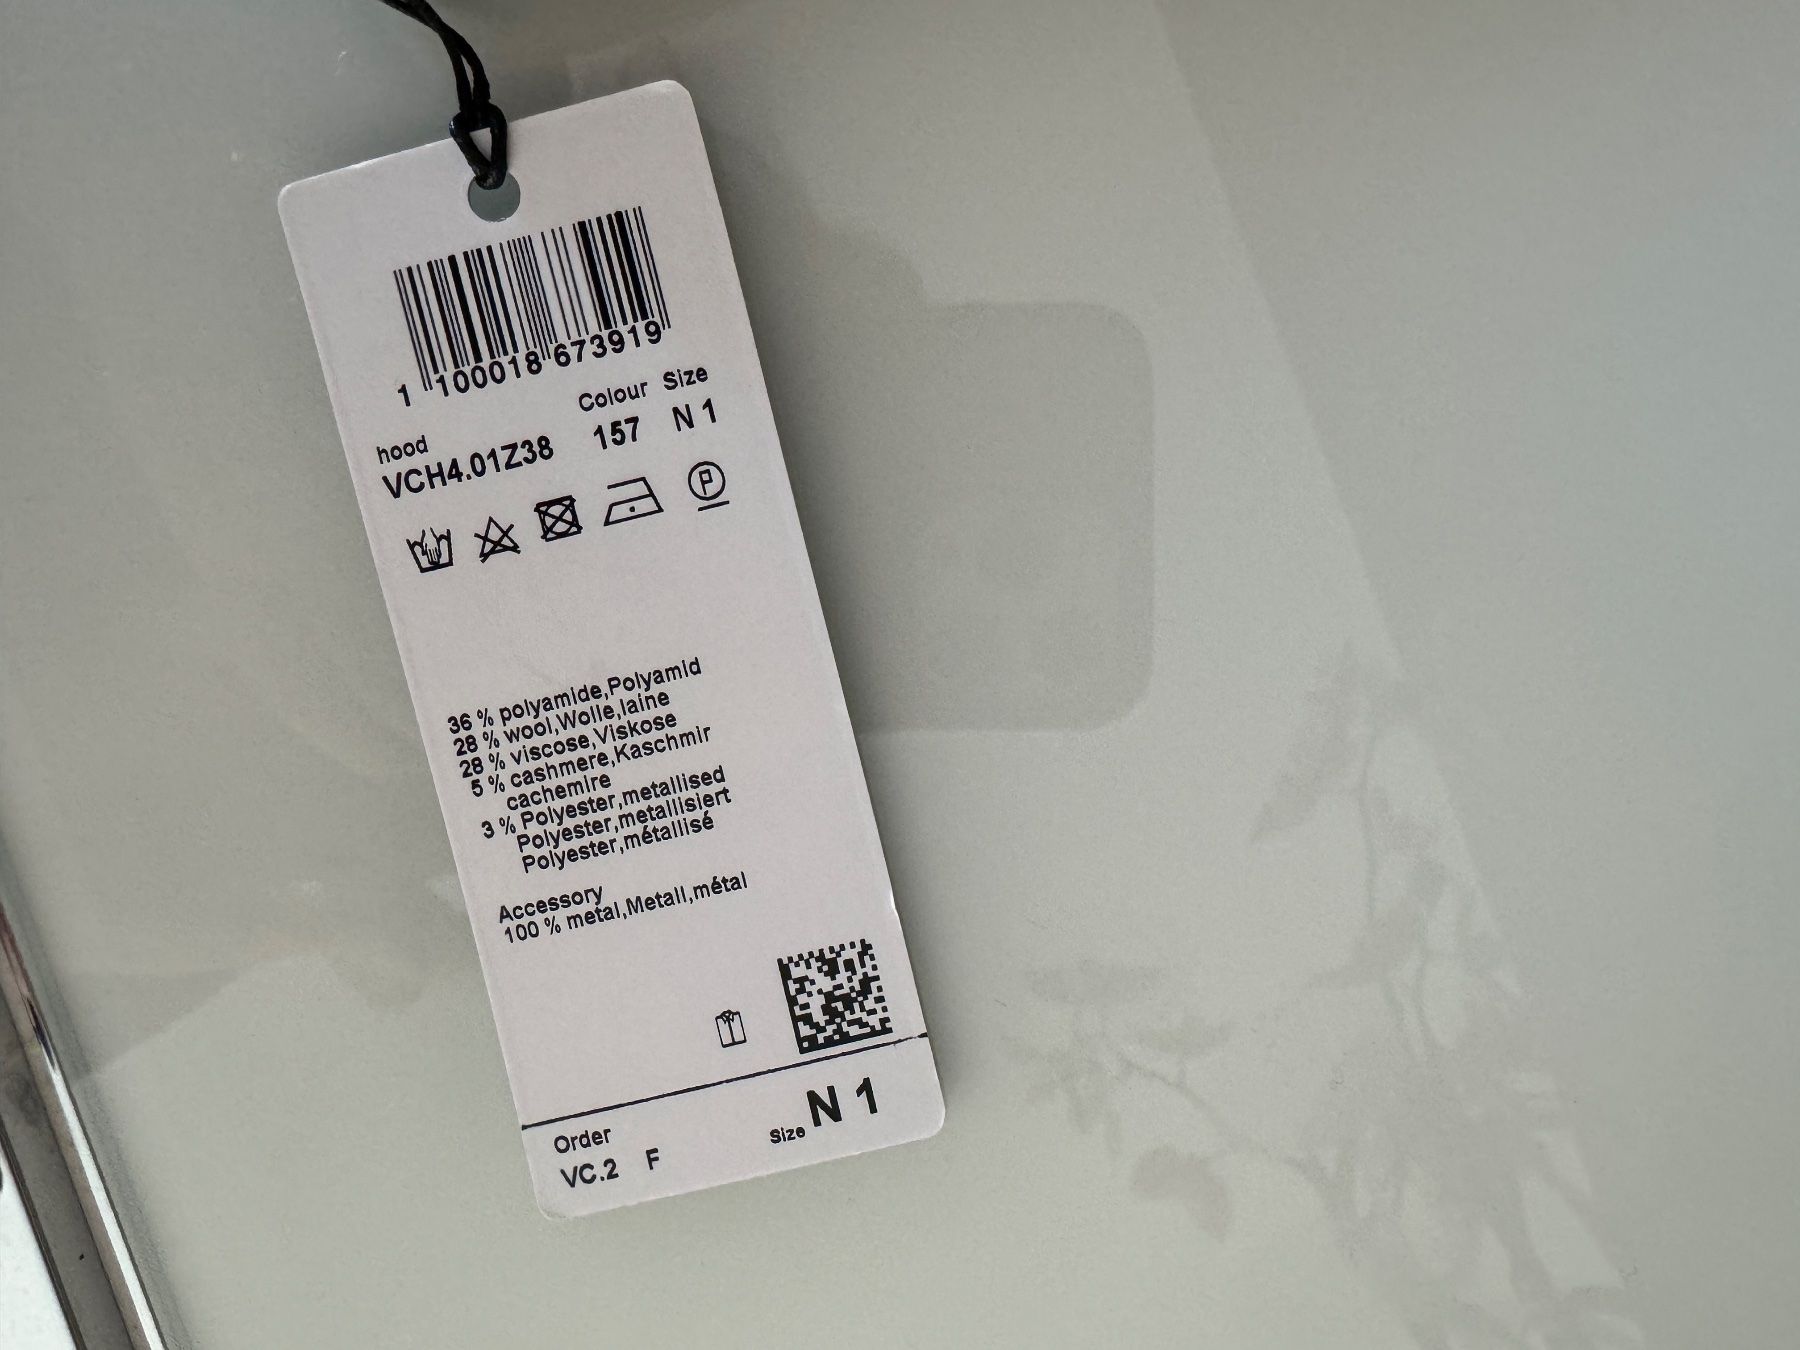 1 100018 673919
Colour Size
hood
VCH4.01Z38 157 N 1
P
36 % polyamide,Polyamid
28 % wool,Wolle,laine
28 % viscose,Viskose
5 % cashmere,Kaschmir
cachemire
3 % Polyester,metallised
Polyester,metallisiert
Polyester,métallisé
Accessory
100 % metal,Metall,métal
Order
VC.2 F
Size N 1